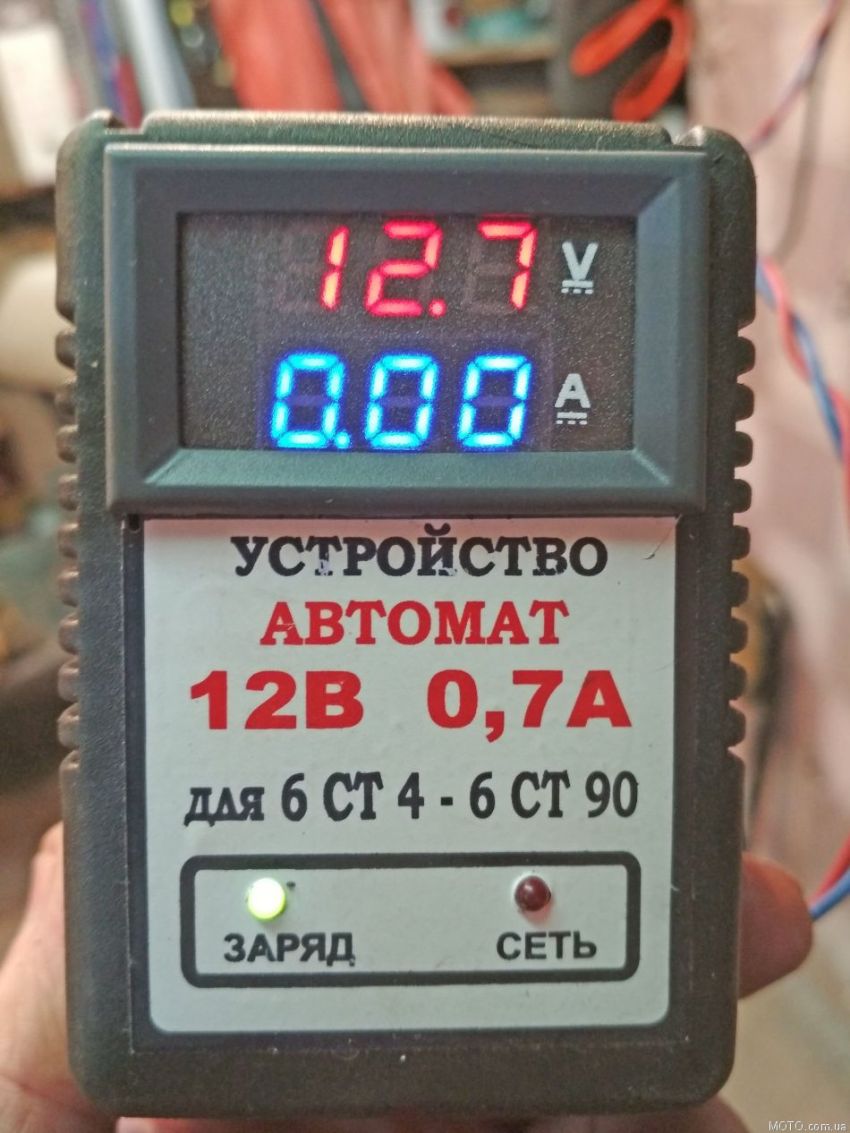 12.7 V
0.00 A
УСТРОЙСТВО
АВТОМАТ
12В 0,7А
для 6 СТ 4 - 6 СТ 90
ЗАРЯД СЕТЬ
MOTO.com.ua